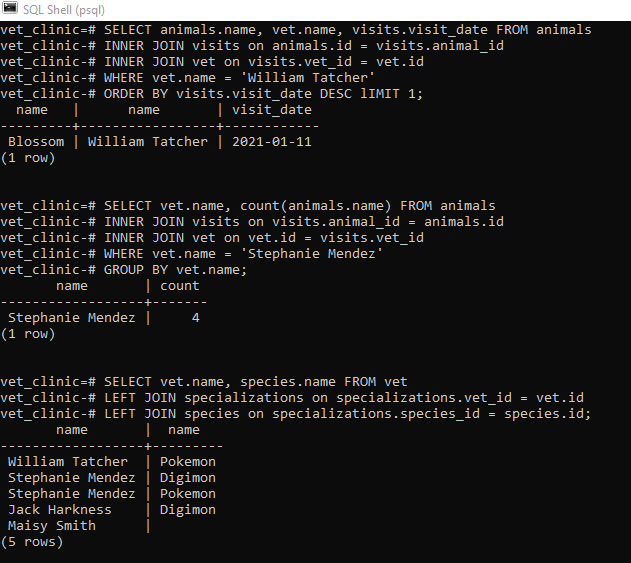 SQL Shell (psql)
vet_clinic=# SELECT animals.name, vet.name, visits.visit_date FROM animals
vet_clinic-# INNER JOIN visits on animals.id = visits.animal_id
vet_clinic-# INNER JOIN vet on visits.vet_id = vet.id
vet_clinic-# WHERE vet.name = 'William Tatcher'
vet_clinic-# ORDER BY visits.visit_date DESC lIMIT 1;
  name   |      name       | visit_date
---------+-----------------+------------
 Blossom | William Tatcher | 2021-01-11
(1 row)
vet_clinic=# SELECT vet.name, count(animals.name) FROM animals
vet_clinic-# INNER JOIN visits on visits.animal_id = animals.id
vet_clinic-# INNER JOIN vet on vet.id = visits.vet_id
vet_clinic-# WHERE vet.name = 'Stephanie Mendez'
vet_clinic-# GROUP BY vet.name;
       name       | count
------------------+-------
 Stephanie Mendez |     4
(1 row)
vet_clinic=# SELECT vet.name, species.name FROM vet
vet_clinic-# LEFT JOIN specializations on specializations.vet_id = vet.id
vet_clinic-# LEFT JOIN species on specializations.species_id = species.id;
       name       |  name
------------------+---------
 William Tatcher  | Pokemon
 Stephanie Mendez | Digimon
 Stephanie Mendez | Pokemon
 Jack Harkness    | Digimon
 Maisy Smith      |
(5 rows)